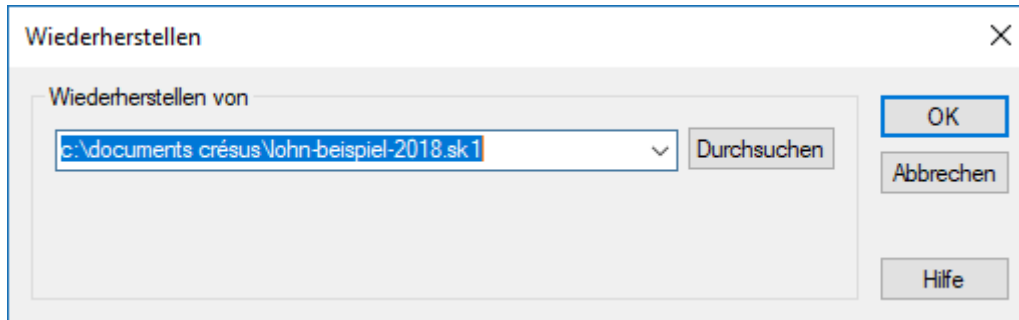 Wiederherstellen
Wiederherstellen von
c:\documents crésus\lohn-beispiel-2018.sk1
Durchsuchen
OK
Abbrechen
Hilfe